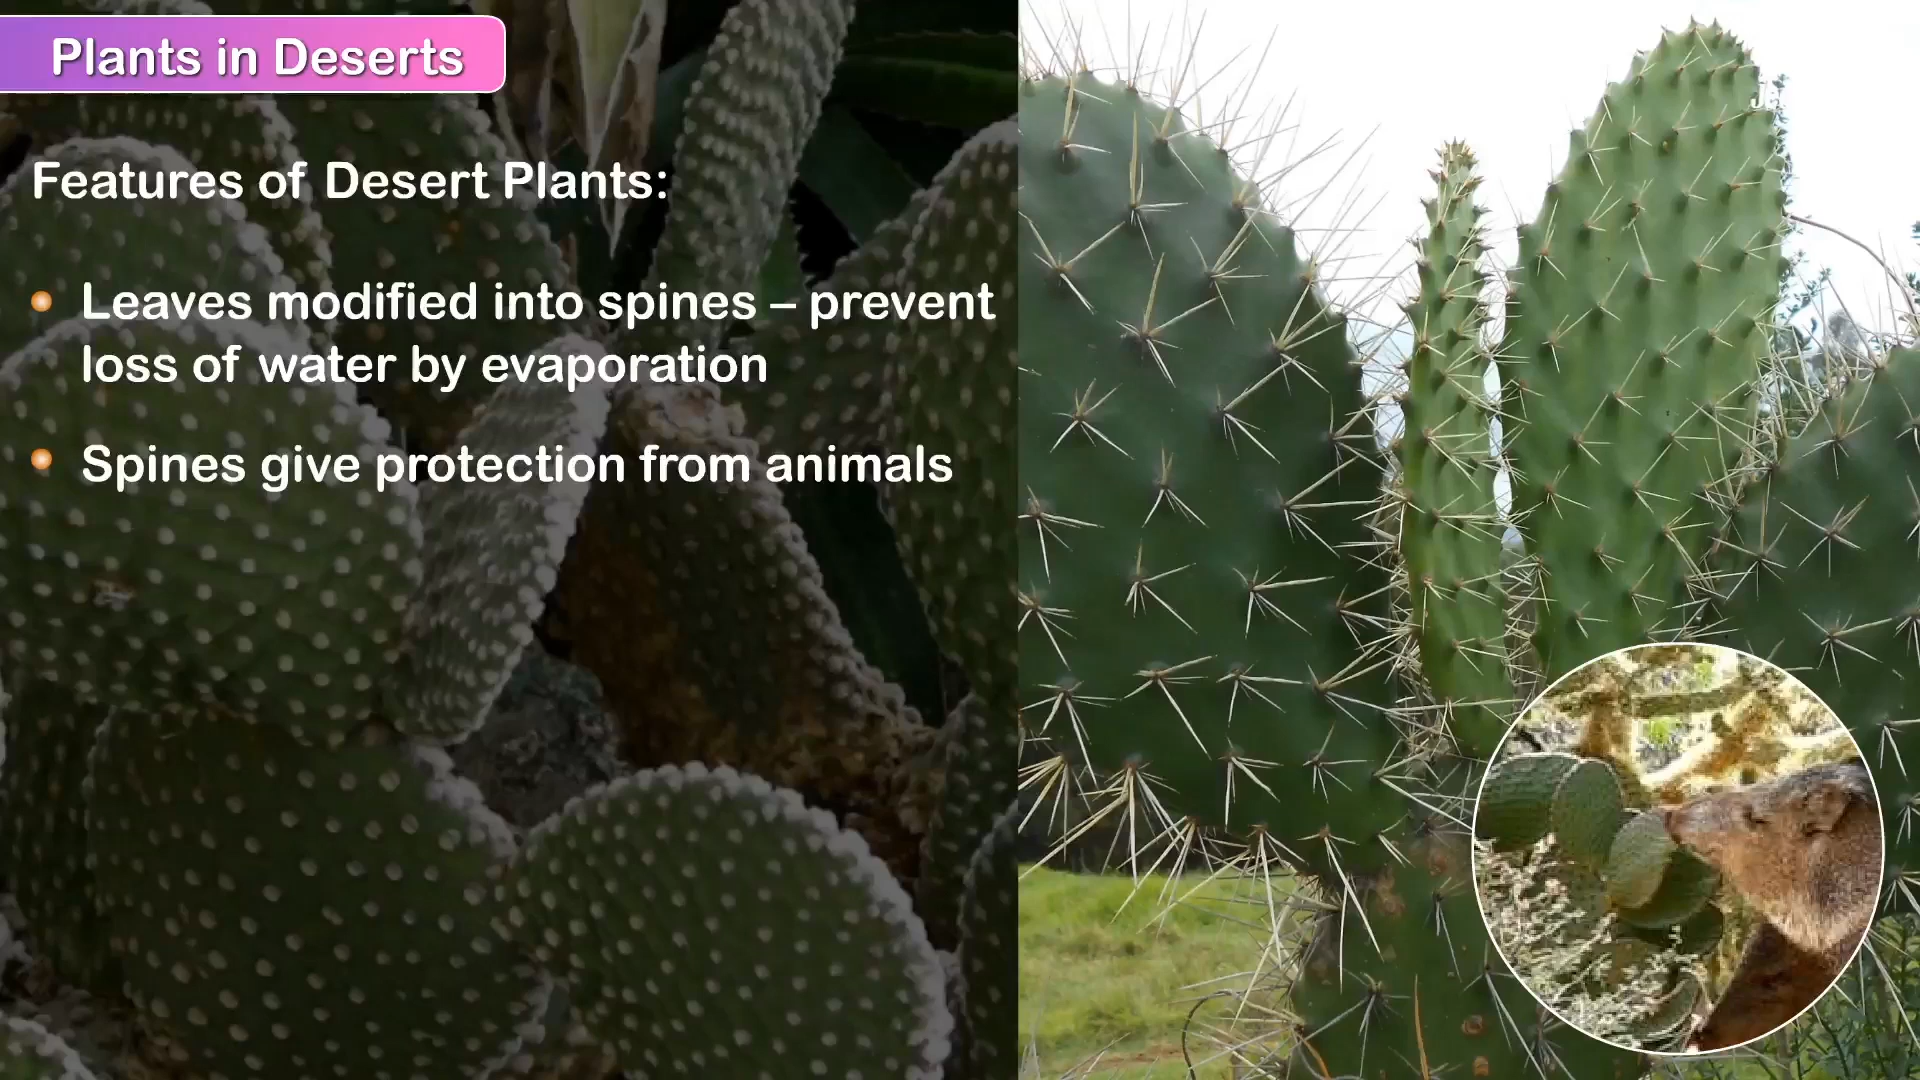 Plants in Deserts
Features of Desert Plants:
Leaves modified into spines – prevent
loss of water by evaporation
Spines give protection from animals